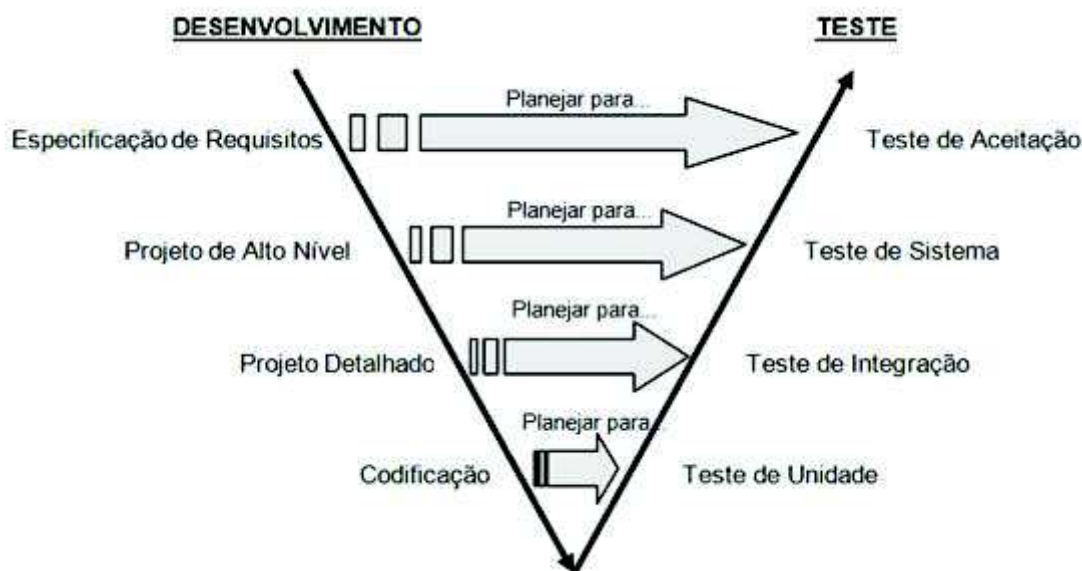 DESENVOLVIMENTO
TESTE
Planejar para...
Especificação de Requisitos
Teste de Aceitação
Planejar para...
Projeto de Alto Nível
Teste de Sistema
Planejar para...
Projeto Detalhado
Teste de Integração
Planejar para...
Codificação
Teste de Unidade